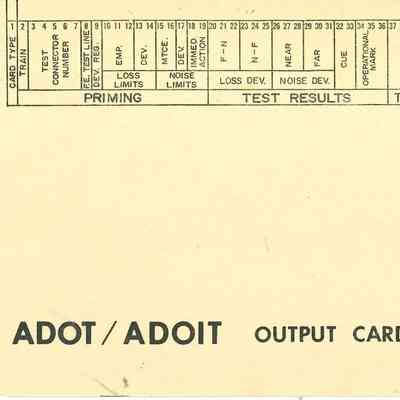 1 2 3 4 5 6 7 8 9 10 11 12 13 14 15 16 17 18 19 20 21 22 23 24 25 26 27 28 29 30 31 32 33 34 35 36 37
CARD TYPE TRAIN TEST CONNECTOR NUMBER F.E. TEST LINE DEV. REG. EMP. DEV. MTCE. DEV. IMMED. ACTION F-N N-F NEAR FAR CUE OPERATIONAL MARK
LOSS LIMITS NOISE LIMITS LOSS DEV. NOISE DEV.
PRIMING TEST RESULTS T
ADOT / ADOIT OUTPUT CARD